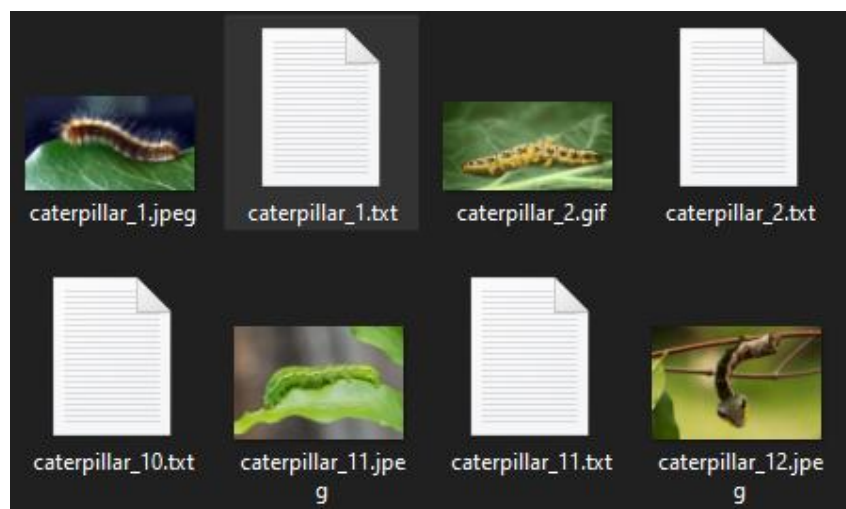 caterpillar_1.jpeg
caterpillar_1.txt
caterpillar_2.gif
caterpillar_2.txt
caterpillar_10.txt
caterpillar_11.jpe
g
caterpillar_11.txt
caterpillar_12.jpe
g